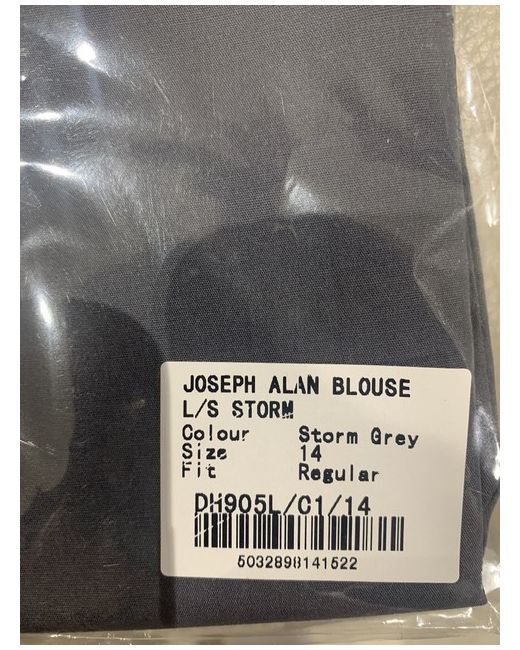 JOSEPH ALAN BLOUSE
L/S STORM
Colour Storm Grey
Size 14
Fit Regular
DH905L/C1/14
5032898141522